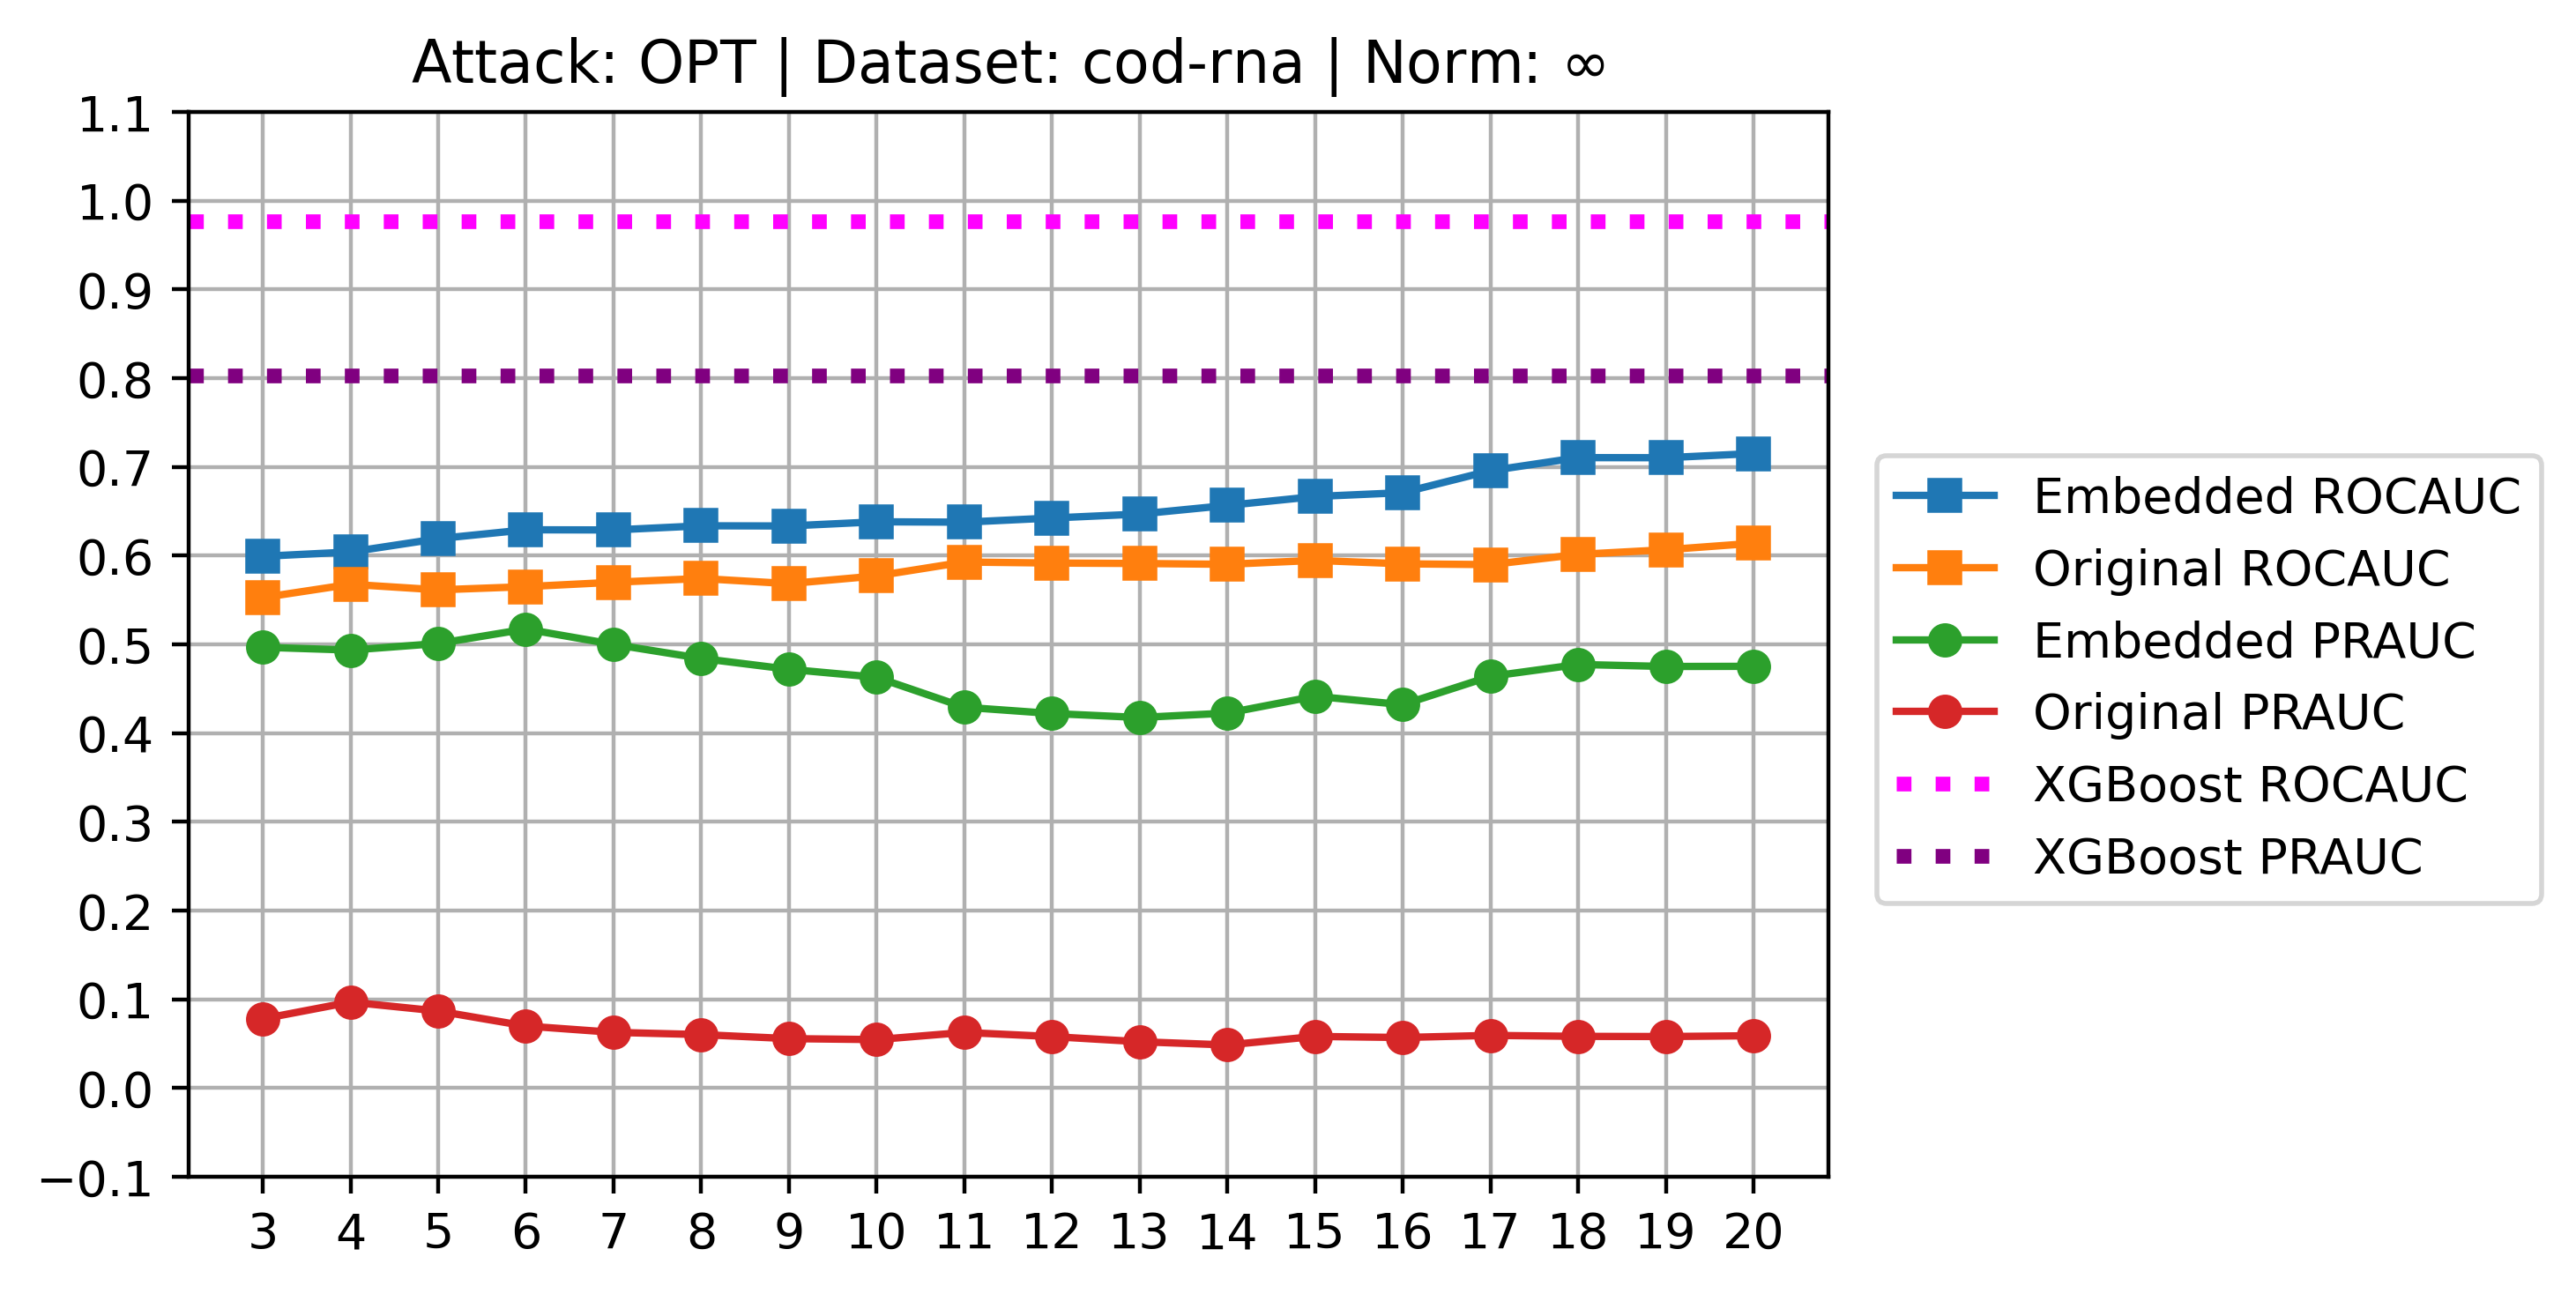 Attack: OPT | Dataset: cod-rna | Norm: ∞
1.1
1.0
0.9
0.8
0.7
0.6
0.5
0.4
0.3
0.2
0.1
0.0
−0.1
3 4 5 6 7 8 9 10 11 12 13 14 15 16 17 18 19 20
Embedded ROCAUC
Original ROCAUC
Embedded PRAUC
Original PRAUC
XGBoost ROCAUC
XGBoost PRAUC